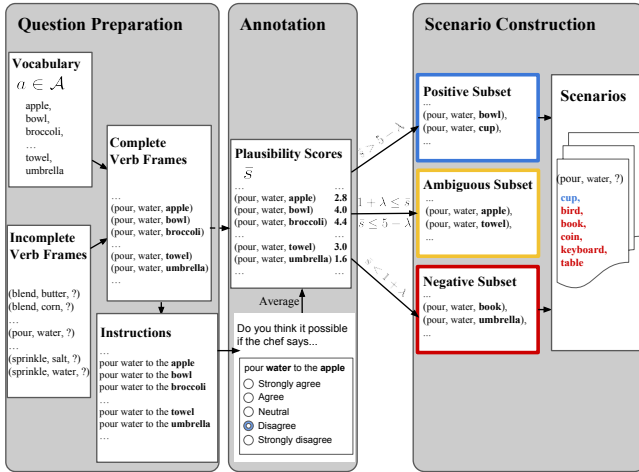 Question Preparation
Vocabulary
a ∈ A
apple,
bowl,
broccoli,
...
towel,
umbrella
Incomplete
Verb Frames
(blend, butter, ?)
(blend, corn, ?)
...
(pour, water, ?)
...
(sprinkle, salt, ?)
(sprinkle, water, ?)
Complete
Verb Frames
...
(pour, water, apple)
(pour, water, bowl)
(pour, water, broccoli)
...
(pour, water, towel)
(pour, water, umbrella)
...
Instructions
...
pour water to the apple
pour water to the bowl
pour water to the broccoli
...
pour water to the towel
pour water to the umbrella
...
Annotation
Plausibility Scores
s̄
... ...
(pour, water, apple) 2.8
(pour, water, bowl) 4.0
(pour, water, broccoli) 4.4
... ...
(pour, water, towel) 3.0
(pour, water, umbrella) 1.6
... ...
Average
Do you think it possible
if the chef says...
pour water to the apple
Strongly agree
Agree
Neutral
Disagree
Strongly disagree
s̄ > 5 − λ
1 + λ ≤ s̄
s̄ ≤ 5 − λ
s̄ < 1 + λ
Scenario Construction
Positive Subset
...
(pour, water, bowl),
(pour, water, cup),
...
Ambiguous Subset
...
(pour, water, apple),
(pour, water, towel),
...
Negative Subset
...
(pour, water, book),
(pour, water, umbrella),
...
Scenarios
(pour, water, ?)
cup,
bird,
book,
coin,
keyboard,
table